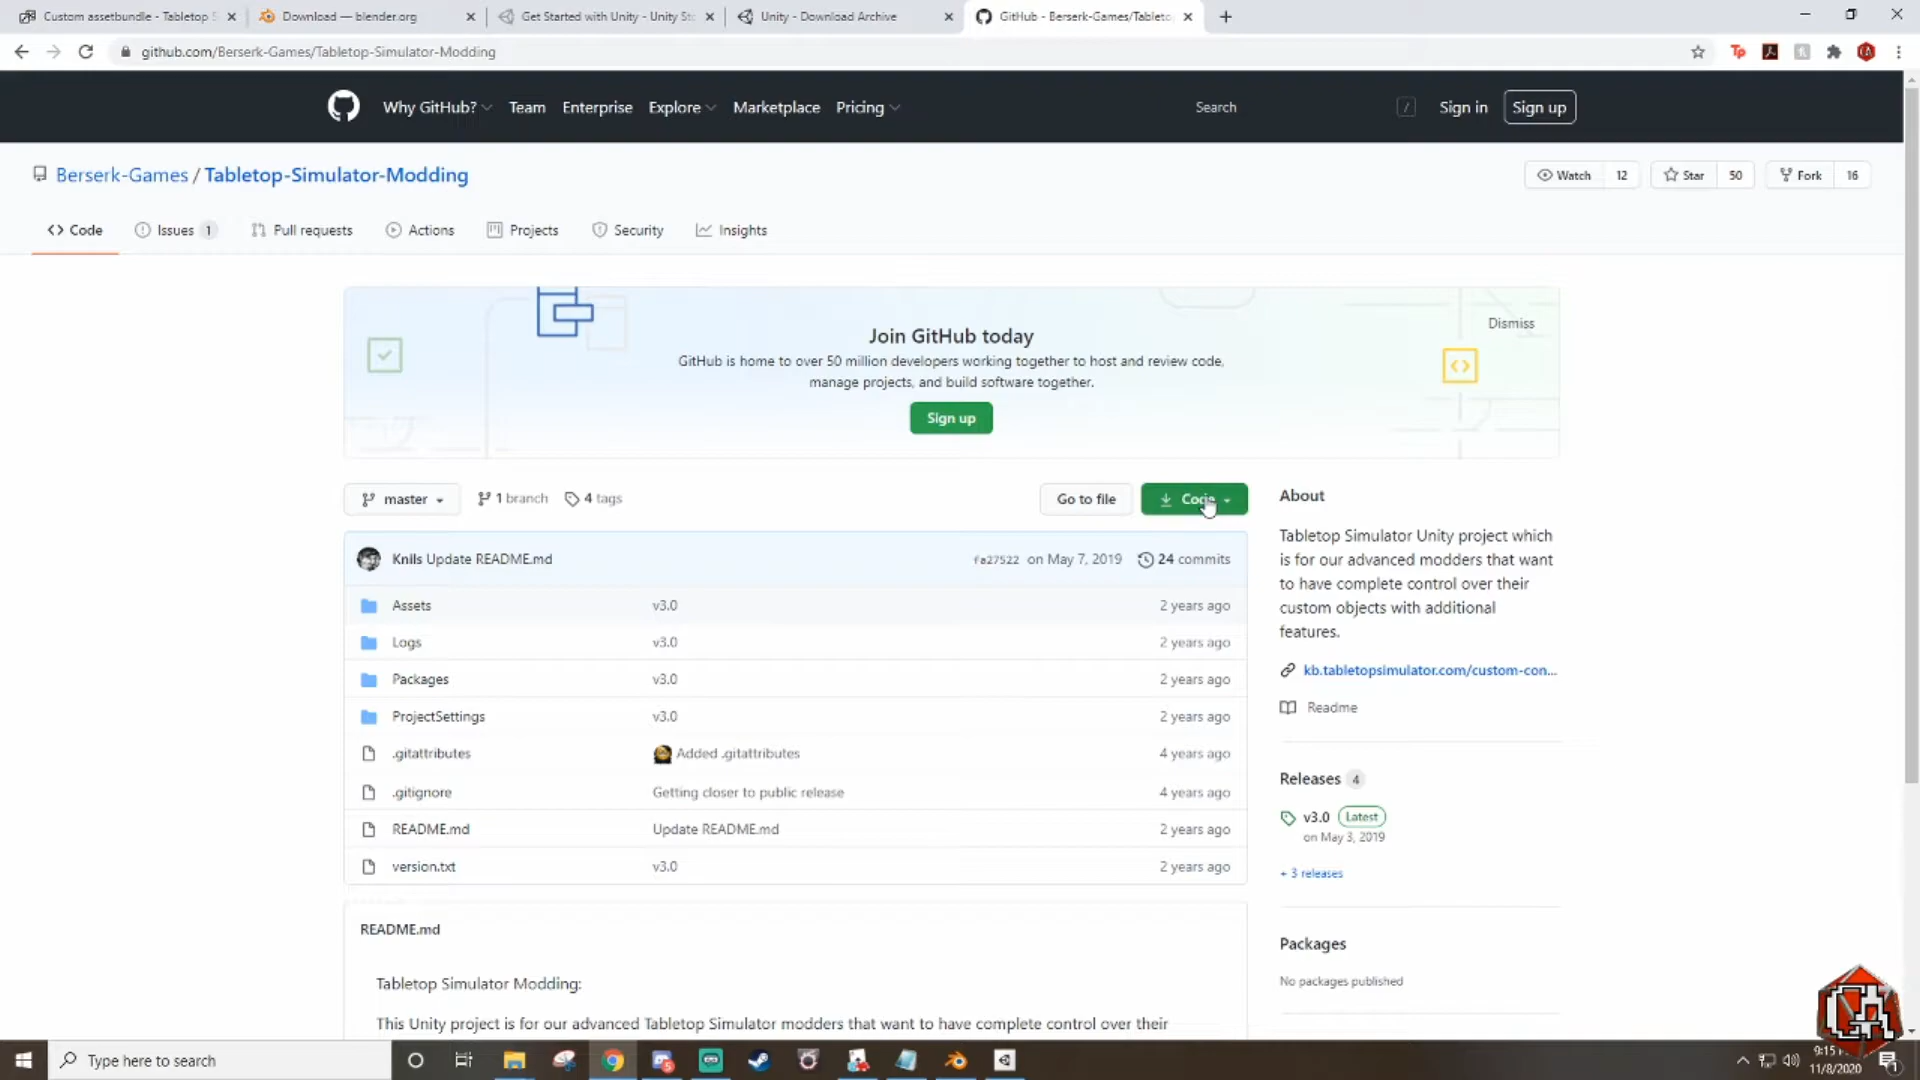 Custom assetbundle - Tabletop S
Download — blender.org
Get Started with Unity - Unity Sto
Unity - Download Archive
GitHub - Berserk-Games/Tableto
github.com/Berserk-Games/Tabletop-Simulator-Modding
Why GitHub? Team Enterprise Explore Marketplace Pricing Search / Sign in Sign up
Berserk-Games / Tabletop-Simulator-Modding
Watch 12 Star 50 Fork 16
Code Issues 1 Pull requests Actions Projects Security Insights
Dismiss
Join GitHub today
GitHub is home to over 50 million developers working together to host and review code,
manage projects, and build software together.
Sign up
master 1 branch 4 tags Go to file Code
Knils Update README.md fa27522 on May 7, 2019 24 commits
Assets v3.0 2 years ago
Logs v3.0 2 years ago
Packages v3.0 2 years ago
ProjectSettings v3.0 2 years ago
.gitattributes Added .gitattributes 4 years ago
.gitignore Getting closer to public release 4 years ago
README.md Update README.md 2 years ago
version.txt v3.0 2 years ago
README.md
Tabletop Simulator Modding:
This Unity project is for our advanced Tabletop Simulator modders that want to have complete control over their
About
Tabletop Simulator Unity project which
is for our advanced modders that want
to have complete control over their
custom objects with additional
features.
kb.tabletopsimulator.com/custom-con...
Readme
Releases 4
v3.0 Latest
on May 3, 2019
+ 3 releases
Packages
No packages published
CA
Type here to search
9:15
11/8/2020